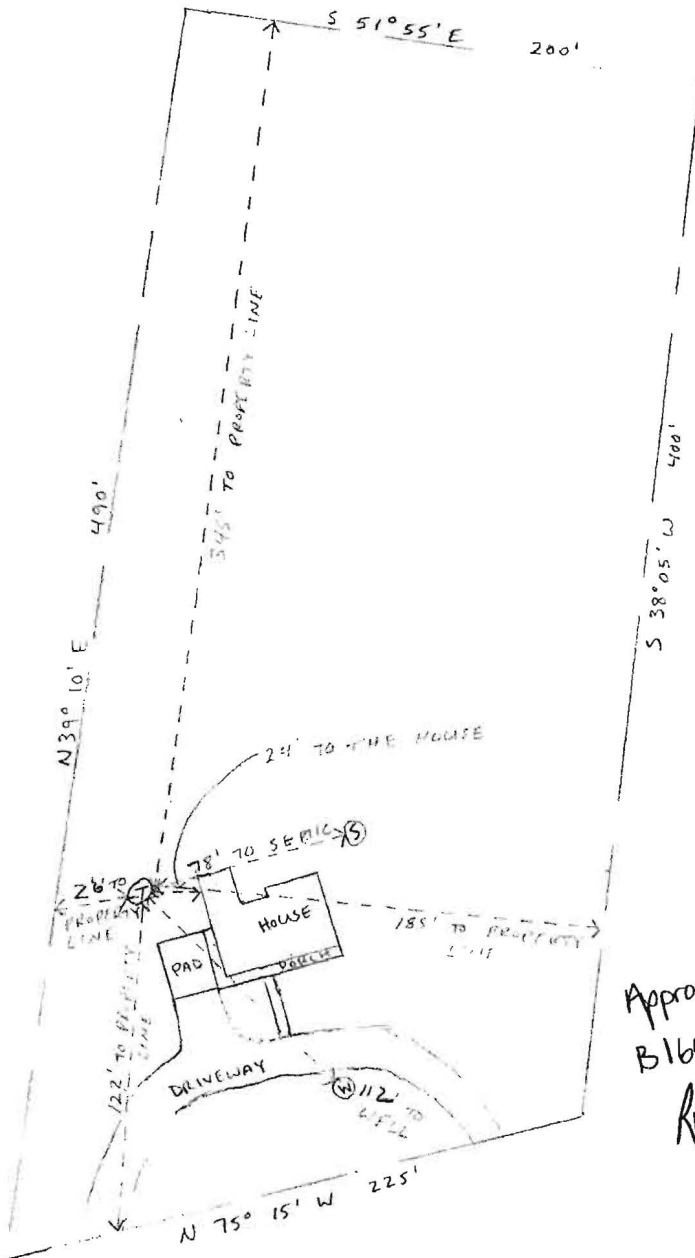 S 51°55' E 200'
345' TO PROPERTY LINE
490'
N 39° 10' E
S 38°05' W 400'
24' TO THE HOUSE
78' TO SEPTIC S
26' TO
PROPERTY
LINE
T
HOUSE
185' TO PROPERTY
LINE
PAD
PORCH
122' TO PROPERTY
LINE
DRIVEWAY
W 112' TO
WELL
N 75° 15' W 225'
Appro
B16